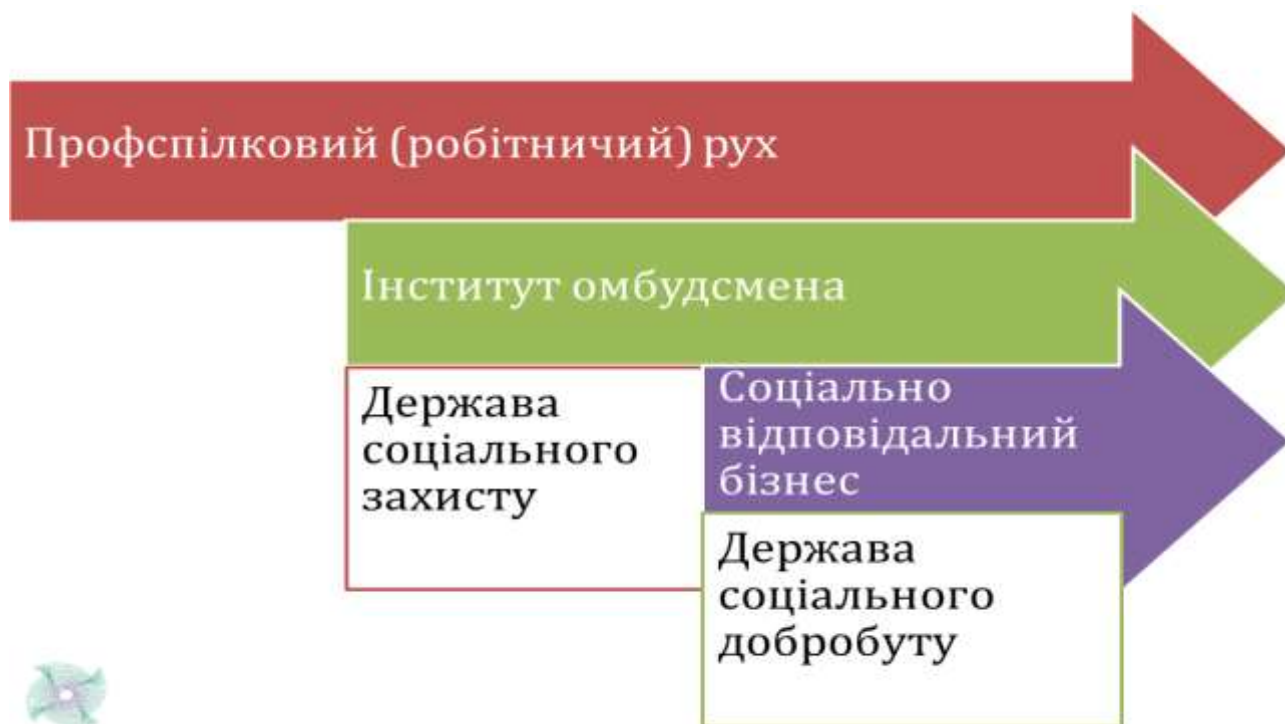 Профспілковий (робітничий) рух
Інститут омбудсмена
Держава
соціального
захисту
Соціально
відповідальний
бізнес
Держава
соціального
добробуту